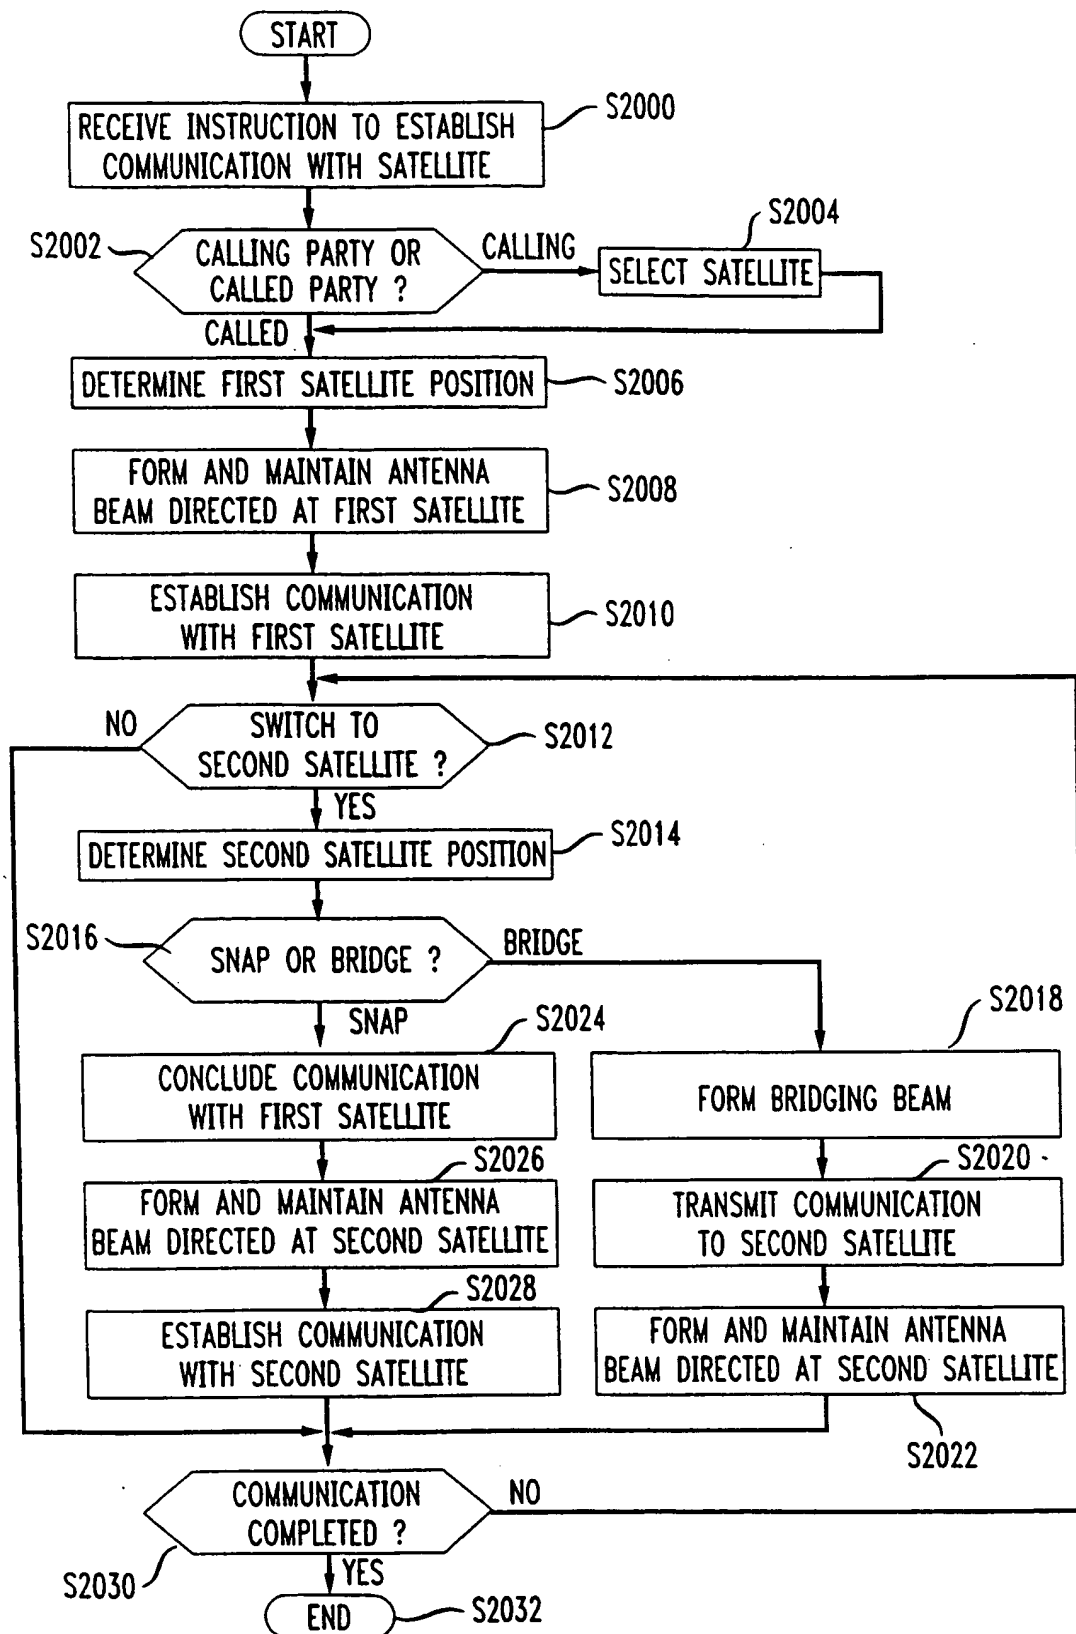 START
S2000
RECEIVE INSTRUCTION TO ESTABLISH
COMMUNICATION WITH SATELLITE
S2002
CALLING PARTY OR
CALLED PARTY ?
CALLING
S2004
SELECT SATELLITE
CALLED
DETERMINE FIRST SATELLITE POSITION
S2006
FORM AND MAINTAIN ANTENNA
BEAM DIRECTED AT FIRST SATELLITE
S2008
ESTABLISH COMMUNICATION
WITH FIRST SATELLITE
S2010
NO
SWITCH TO
SECOND SATELLITE ?
S2012
YES
S2014
DETERMINE SECOND SATELLITE POSITION
S2016
SNAP OR BRIDGE ?
BRIDGE
SNAP
S2024
CONCLUDE COMMUNICATION
WITH FIRST SATELLITE
S2018
FORM BRIDGING BEAM
S2026
FORM AND MAINTAIN ANTENNA
BEAM DIRECTED AT SECOND SATELLITE
S2020
TRANSMIT COMMUNICATION
TO SECOND SATELLITE
S2028
ESTABLISH COMMUNICATION
WITH SECOND SATELLITE
FORM AND MAINTAIN ANTENNA
BEAM DIRECTED AT SECOND SATELLITE
S2022
COMMUNICATION
COMPLETED ?
NO
S2030
YES
END
S2032